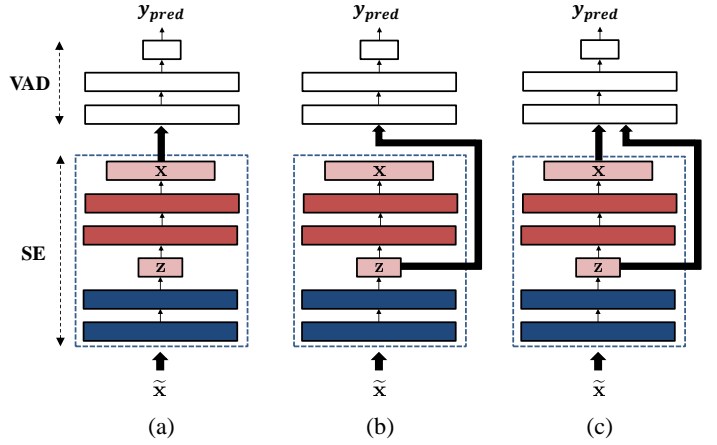 y_pred y_pred y_pred
VAD
x x x
SE
z z z
x̃ x̃ x̃
(a) (b) (c)